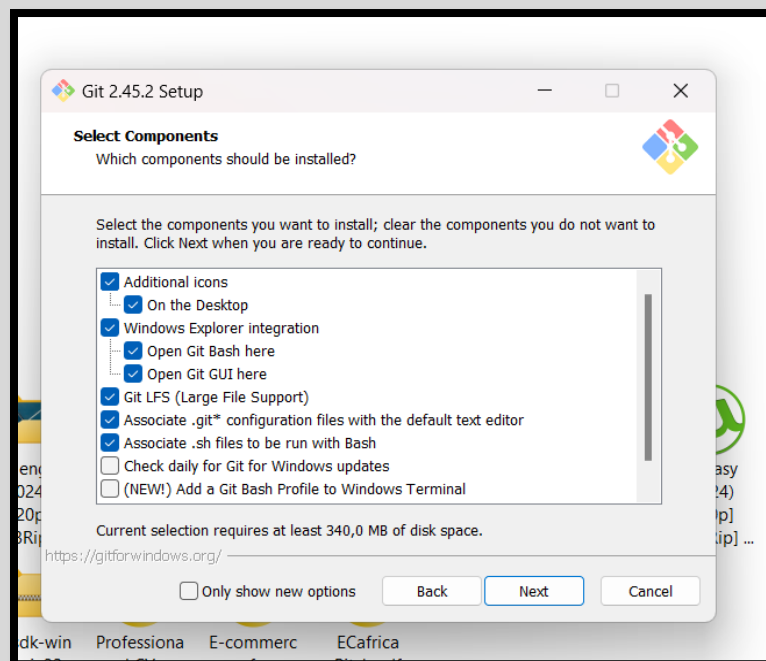 Git 2.45.2 Setup
Select Components
Which components should be installed?
Select the components you want to install; clear the components you do not want to
install. Click Next when you are ready to continue.
Additional icons
On the Desktop
Windows Explorer integration
Open Git Bash here
Open Git GUI here
Git LFS (Large File Support)
Associate .git* configuration files with the default text editor
Associate .sh files to be run with Bash
Check daily for Git for Windows updates
(NEW!) Add a Git Bash Profile to Windows Terminal
Current selection requires at least 340,0 MB of disk space.
https://gitforwindows.org/
Only show new options Back Next Cancel
Professiona E-commerc ECafrica